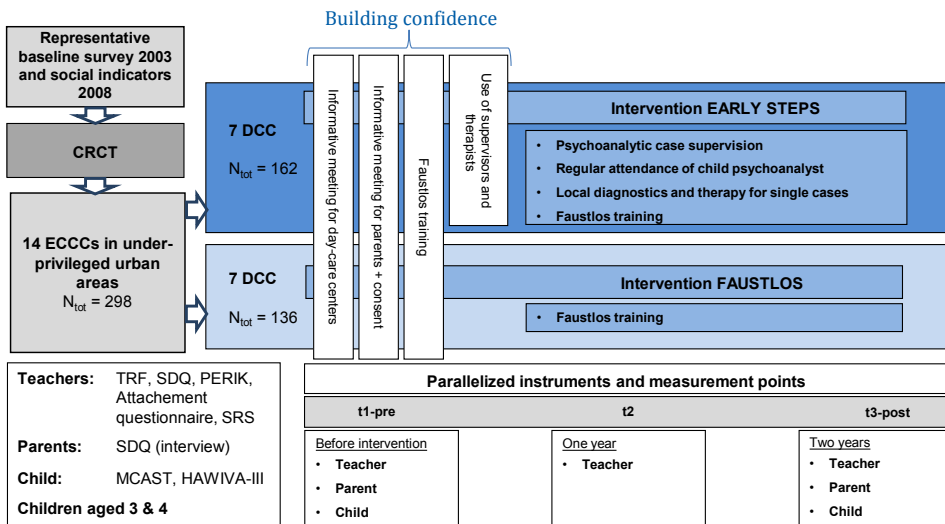 Building confidence
Representative
baseline survey 2003
and social indicators
2008
CRCT
14 ECCCs in under-
privileged urban
areas
Ntot = 298
7 DCC
Ntot = 162
Informative meeting for day-care centers
Informative meeting for parents + consent
Faustlos training
Use of supervisors and
therapists
Intervention EARLY STEPS
• Psychoanalytic case supervision
• Regular attendance of child psychoanalyst
• Local diagnostics and therapy for single cases
• Faustlos training
7 DCC
Ntot = 136
Intervention FAUSTLOS
• Faustlos training
Teachers: TRF, SDQ, PERIK,
Attachement
questionnaire, SRS
Parents: SDQ (interview)
Child: MCAST, HAWIVA-III
Children aged 3 & 4
Parallelized instruments and measurement points
t1-pre t2 t3-post
Before intervention
• Teacher
• Parent
• Child
One year
• Teacher
Two years
• Teacher
• Parent
• Child